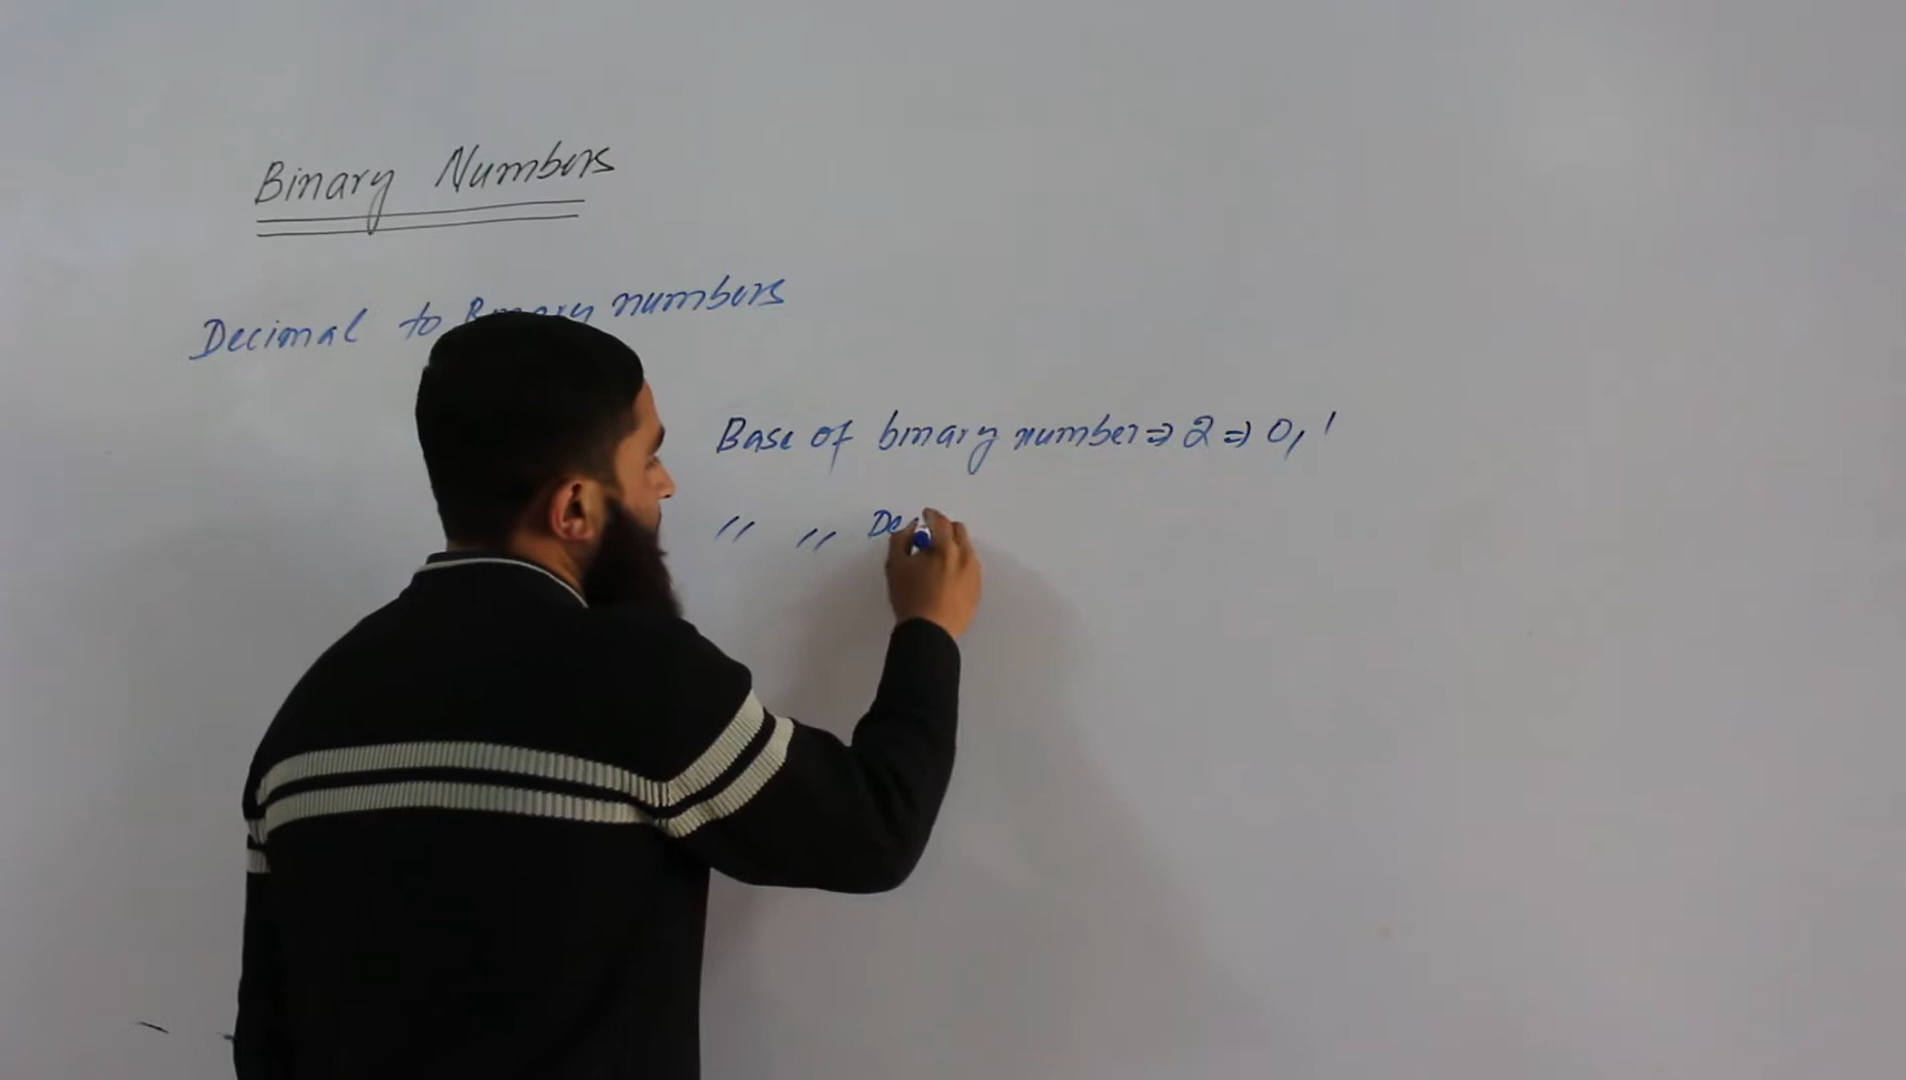 Binary Numbers
Decimal to Binary numbers
Base of binary number => 2 => 0, 1
" " De